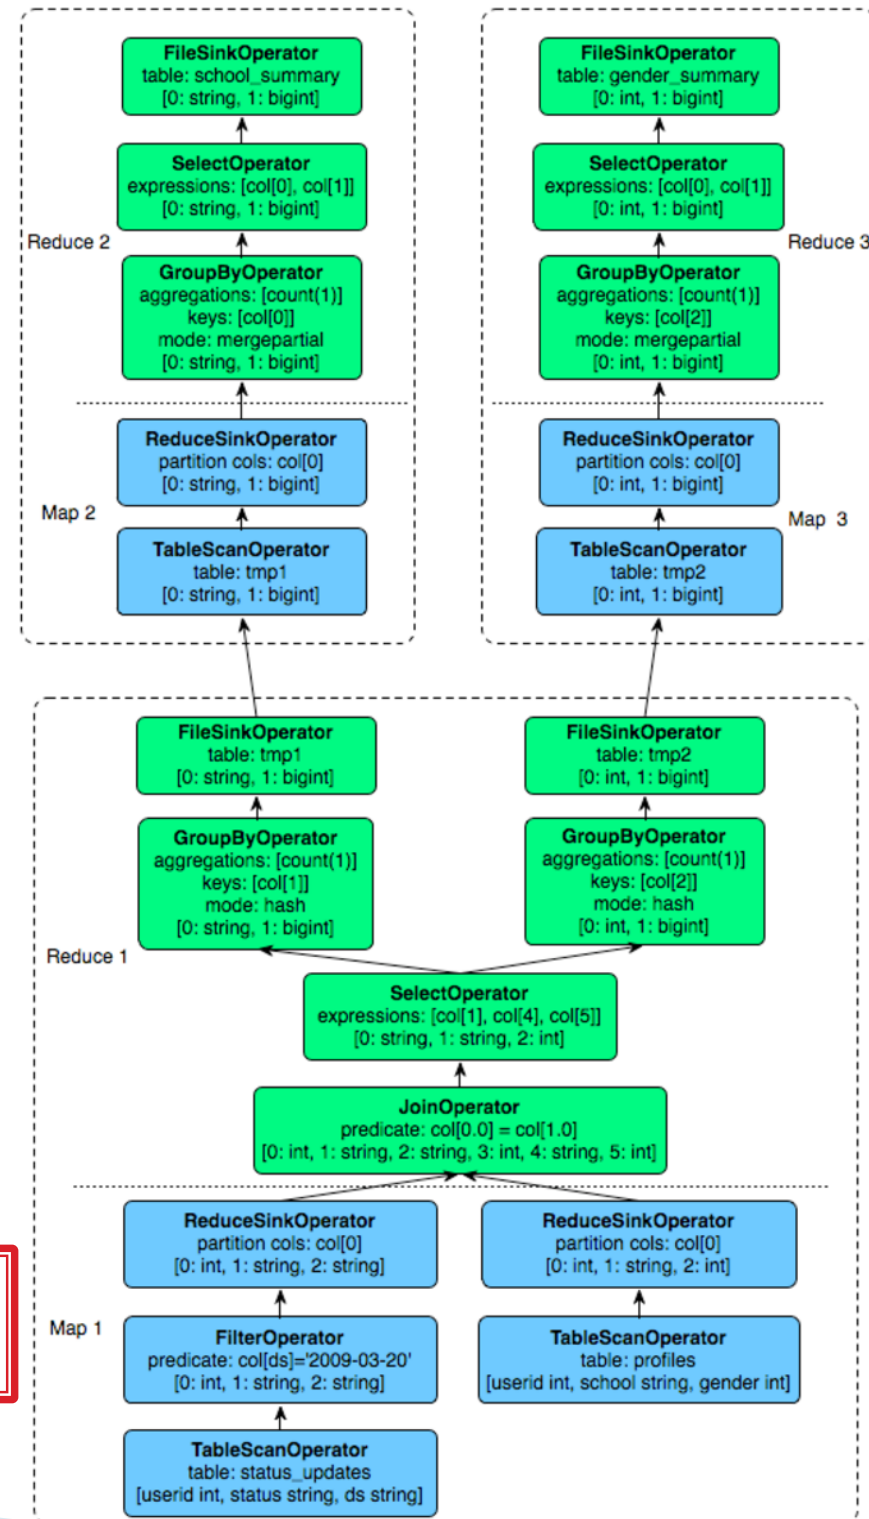 FileSinkOperator
table: school_summary
[0: string, 1: bigint]
SelectOperator
expressions: [col[0], col[1]]
[0: string, 1: bigint]
Reduce 2
GroupByOperator
aggregations: [count(1)]
keys: [col[0]]
mode: mergepartial
[0: string, 1: bigint]
ReduceSinkOperator
partition cols: col[0]
[0: string, 1: bigint]
Map 2
TableScanOperator
table: tmp1
[0: string, 1: bigint]
FileSinkOperator
table: gender_summary
[0: int, 1: bigint]
SelectOperator
expressions: [col[0], col[1]]
[0: int, 1: bigint]
Reduce 3
GroupByOperator
aggregations: [count(1)]
keys: [col[2]]
mode: mergepartial
[0: int, 1: bigint]
ReduceSinkOperator
partition cols: col[0]
[0: int, 1: bigint]
Map 3
TableScanOperator
table: tmp2
[0: int, 1: bigint]
FileSinkOperator
table: tmp1
[0: string, 1: bigint]
FileSinkOperator
table: tmp2
[0: int, 1: bigint]
GroupByOperator
aggregations: [count(1)]
keys: [col[1]]
mode: hash
[0: string, 1: bigint]
GroupByOperator
aggregations: [count(1)]
keys: [col[2]]
mode: hash
[0: int, 1: bigint]
Reduce 1
SelectOperator
expressions: [col[1], col[4], col[5]]
[0: string, 1: string, 2: int]
JoinOperator
predicate: col[0.0] = col[1.0]
[0: int, 1: string, 2: string, 3: int, 4: string, 5: int]
ReduceSinkOperator
partition cols: col[0]
[0: int, 1: string, 2: string]
ReduceSinkOperator
partition cols: col[0]
[0: int, 1: string, 2: int]
Map 1
FilterOperator
predicate: col[ds]='2009-03-20'
[0: int, 1: string, 2: string]
TableScanOperator
table: profiles
[userid int, school string, gender int]
TableScanOperator
table: status_updates
[userid int, status string, ds string]